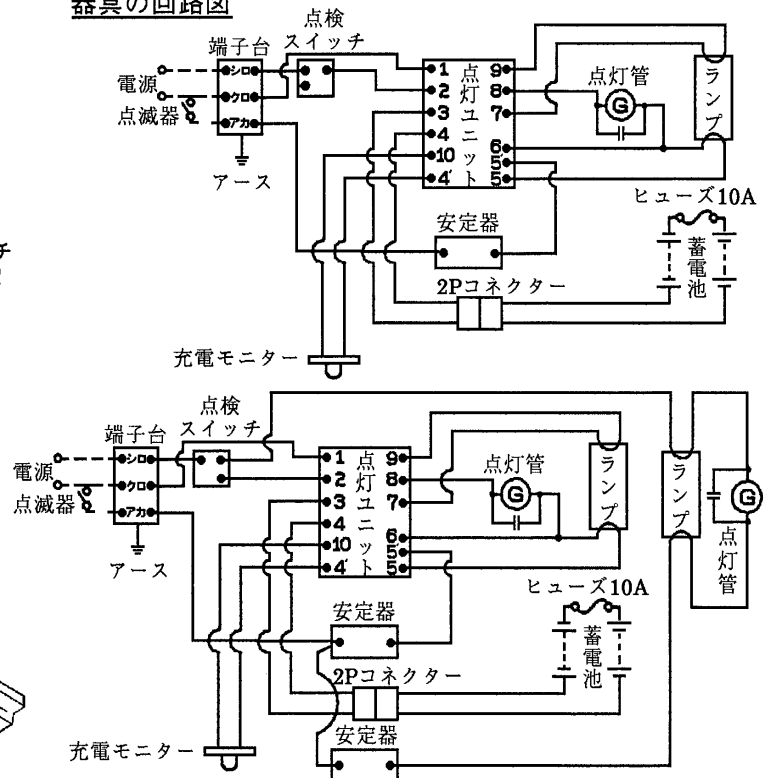 器具の回路図
点検
スイッチ
端子台
電源
点滅器
シロ
クロ
アカ
アース
1
2
3
4
10
4'
点灯ユニット
9
8
7
6
5'
5
点灯管
G
ランプ
ヒューズ10A
蓄電池
安定器
2Pコネクター
充電モニター
チ
点検
スイッチ
端子台
電源
点滅器
シロ
クロ
アカ
アース
1
2
3
4
10
4'
点灯ユニット
9
8
7
6
5
5
点灯管
G
ランプ
ランプ
G
点灯管
ヒューズ10A
蓄電池
安定器
2Pコネクター
安定器
充電モニター